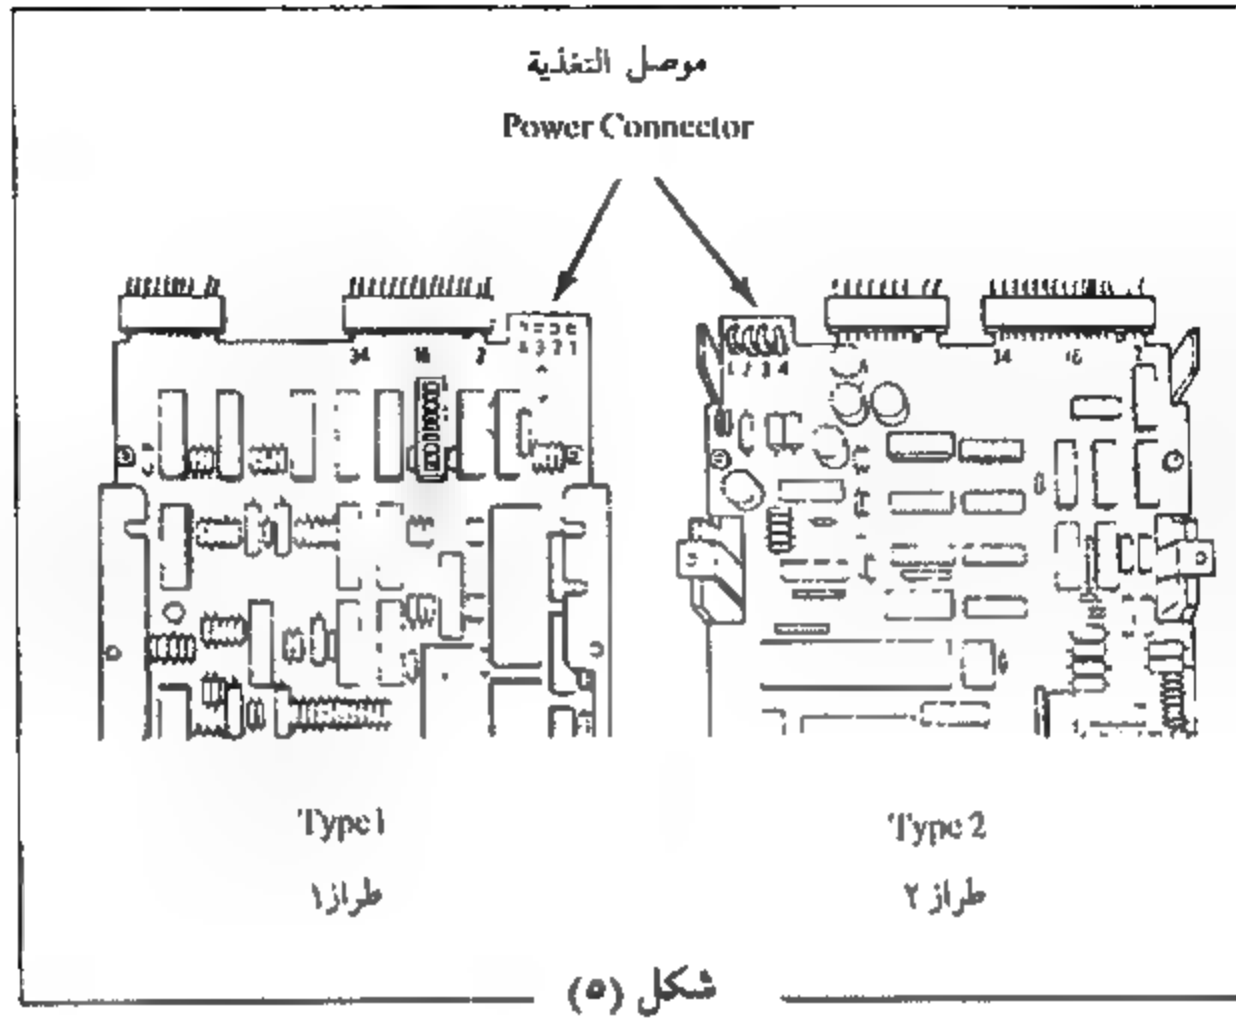 موصل التغذية
Power Connector
34 16 2
4 3 2 1
1 2 3 4
34 16 2
Type 1
طراز ١
Type 2
طراز ٢
شكل (٥)